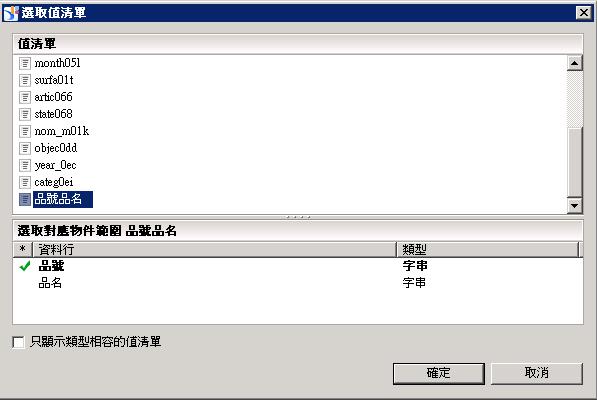 選取值清單
值清單
month05l
surfa01t
artic066
state068
nom_m01k
objec0dd
year_0ec
categ0ei
品號品名
選取對應物件範圍 品號品名
* 資料行 類型
品號 字串
品名 字串
只顯示類型相容的值清單
確定 取消